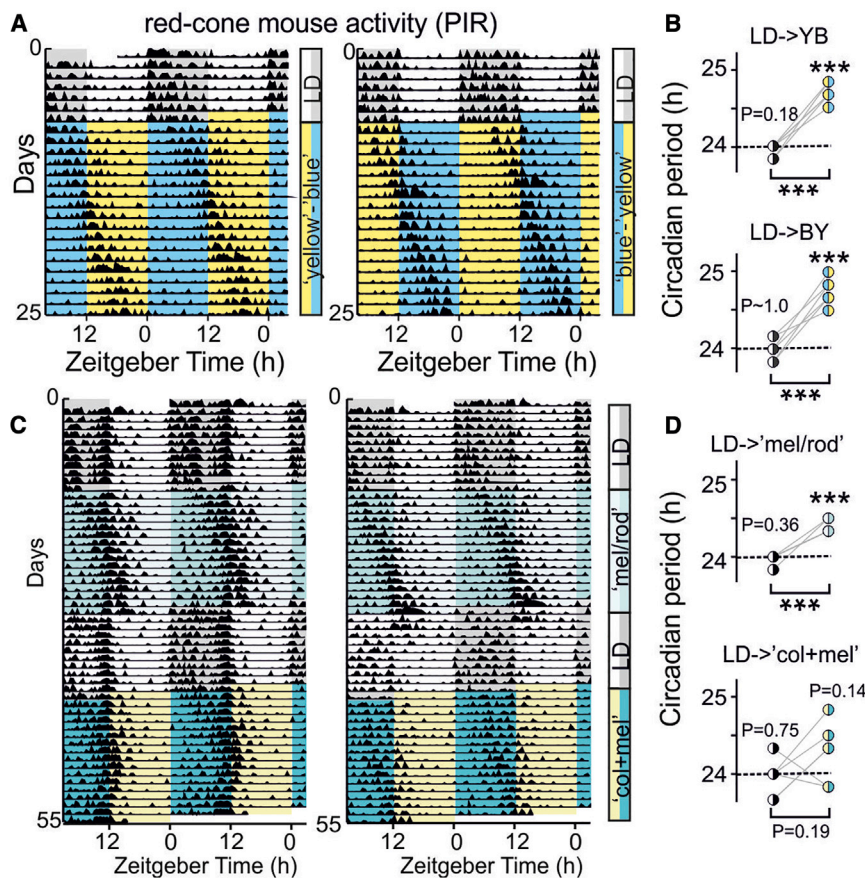 A
red-cone mouse activity (PIR)
0
Days
25
12 0 12 0
Zeitgeber Time (h)
LD
'yellow'-'blue'
0
25
12 0 12 0
Zeitgeber Time (h)
LD
'blue'-'yellow'
B
LD->YB
Circadian period (h)
25
24
P=0.18
***
***
LD->BY
25
24
P~1.0
***
***
C
0
Days
55
12 0 12 0
Zeitgeber Time (h)
0
55
12 0 12 0
Zeitgeber Time (h)
LD
'mel/rod'
LD
'col+mel'
D
LD->'mel/rod'
Circadian period (h)
25
24
P=0.36
***
***
LD->'col+mel'
25
24
P=0.75
P=0.14
P=0.19